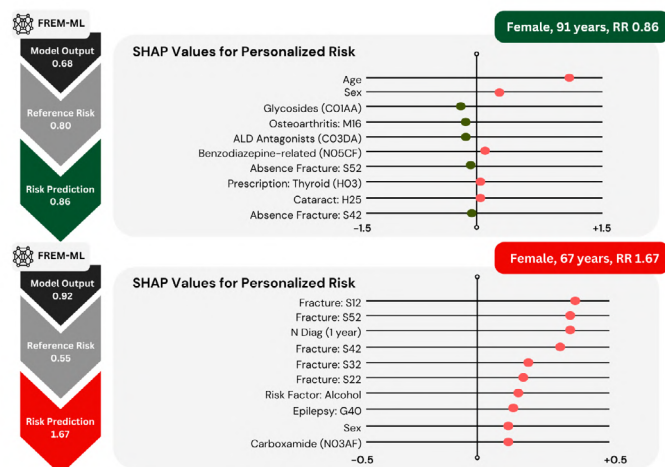 FREM-ML
Female, 91 years, RR 0.86
Model Output
0.68
SHAP Values for Personalized Risk
Reference Risk
0.80
Risk Prediction
0.86
Age
Sex
Glycosides (C01AA)
Osteoarthritis: M16
ALD Antagonists (C03DA)
Benzodiazepine-related (N05CF)
Absence Fracture: S52
Prescription: Thyroid (H03)
Cataract: H25
Absence Fracture: S42
0
-1.5
+1.5
FREM-ML
Female, 67 years, RR 1.67
Model Output
0.92
SHAP Values for Personalized Risk
Reference Risk
0.55
Risk Prediction
1.67
Fracture: S12
Fracture: S52
N Diag (1 year)
Fracture: S42
Fracture: S32
Fracture: S22
Risk Factor: Alcohol
Epilepsy: G40
Sex
Carboxamide (N03AF)
-0.5
0
+0.5